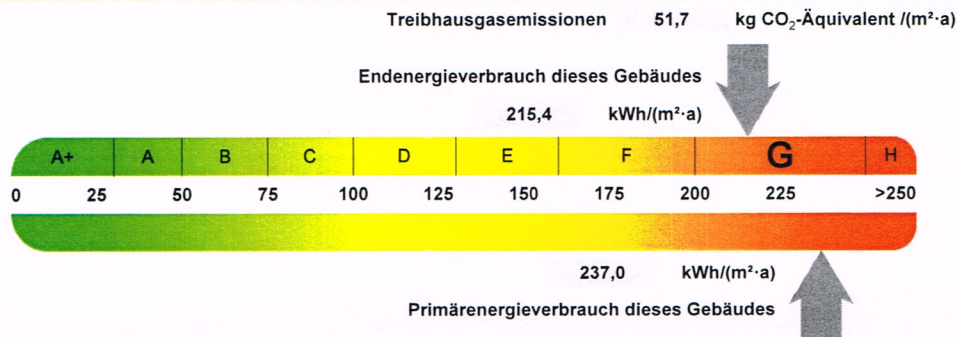 Treibhausgasemissionen 51,7 kg CO₂-Äquivalent /(m²·a)
Endenergieverbrauch dieses Gebäudes
215,4 kWh/(m²·a)
A+ A B C D E F G H
0 25 50 75 100 125 150 175 200 225 >250
237,0 kWh/(m²·a)
Primärenergieverbrauch dieses Gebäudes